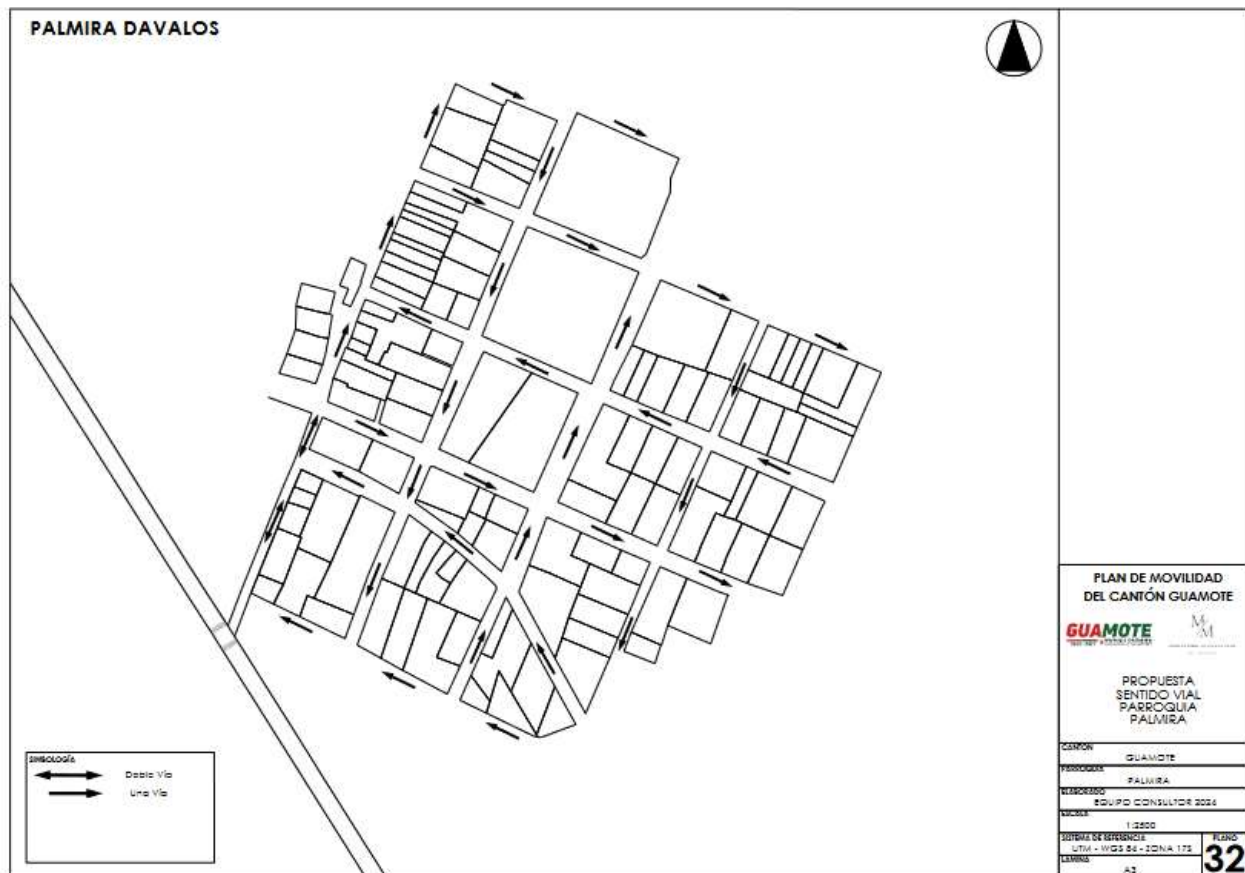 PALMIRA DAVALOS
SIMBOLOGÍA
Doble Vía
Una Vía
PLAN DE MOVILIDAD
DEL CANTÓN GUAMOTE
GUAMOTE
PROPUESTA
SENTIDO VIAL
PARROQUIA
PALMIRA
CANTÓN
GUAMOTE
PARROQUIA
PALMIRA
ELABORADO
EQUIPO CONSULTOR 2024
ESCALA
1:2500
SISTEMA DE REFERENCIA
UTM - WGS 84 - ZONA 17S
LÁMINA
A3
PLANO
32